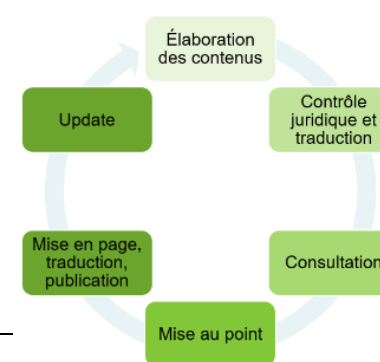 Élaboration
des contenus
Contrôle
juridique et
traduction
Consultation
Mise au point
Mise en page,
traduction,
publication
Update